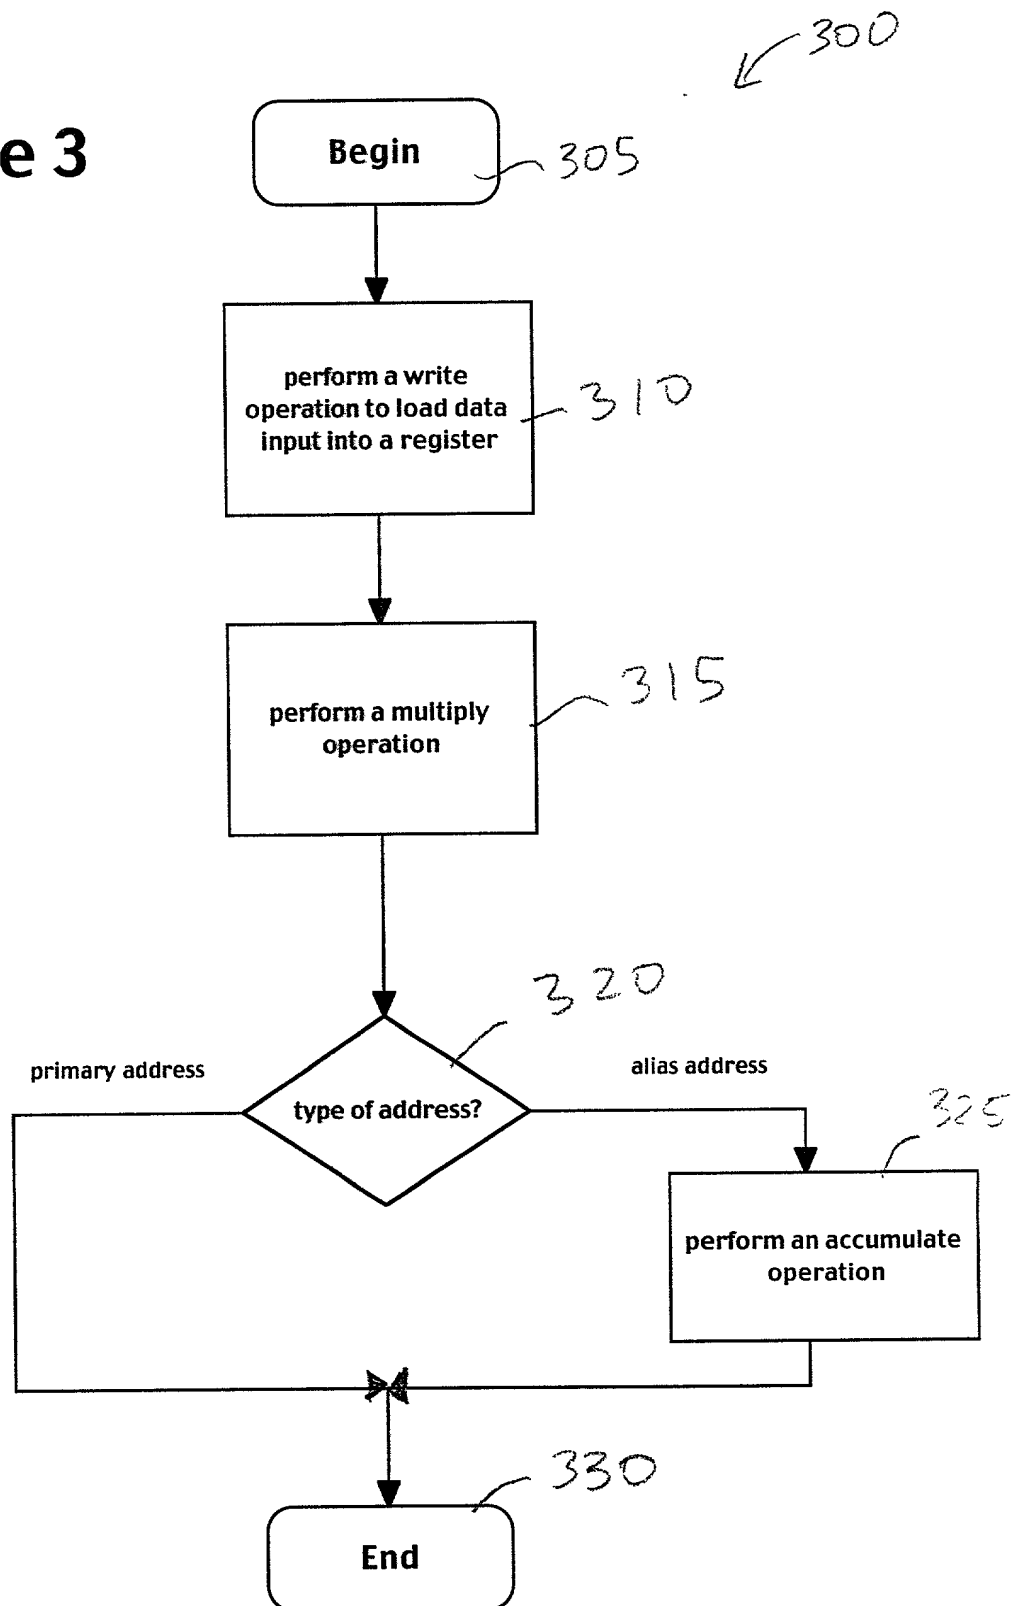 300
e 3
Begin
305
perform a write
operation to load data
input into a register
310
perform a multiply
operation
315
320
primary address
alias address
type of address?
325
perform an accumulate
operation
330
End